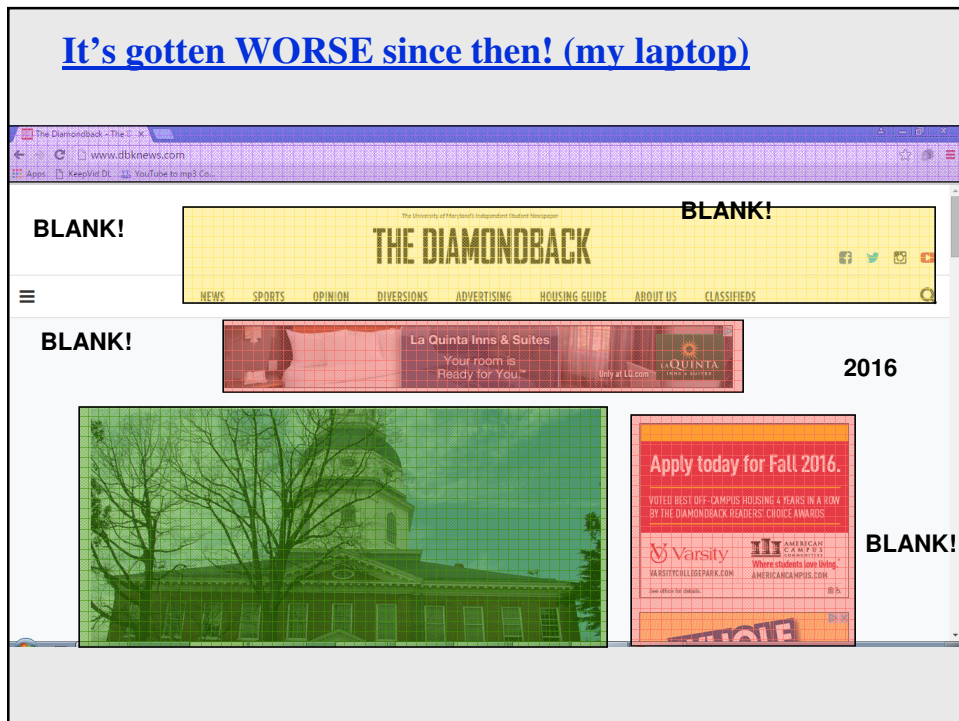 It's gotten WORSE since then! (my laptop)
The Diamondback - The
www.dbknews.com
Apps KeepVid DL YouTube to mp3 Co...
BLANK!
BLANK!
The University of Maryland's Independent Student Newspaper
THE DIAMONDBACK
NEWS SPORTS OPINION DIVERSIONS ADVERTISING HOUSING GUIDE ABOUT US CLASSIFIEDS
BLANK!
La Quinta Inns & Suites
Your room is
Ready for You.™
Only at LQ.com
LAQUINTA
INNS & SUITES
2016
Apply today for Fall 2016.
VOTED BEST OFF-CAMPUS HOUSING 4 YEARS IN A ROW
BY THE DIAMONDBACK READERS' CHOICE AWARDS
Varsity
VARSITYCOLLEGEPARK.COM
AMERICAN
CAMPUS
COMMUNITIES
Where students love living.
AMERICANCAMPUS.COM
See office for details.
BLANK!
WHOLE